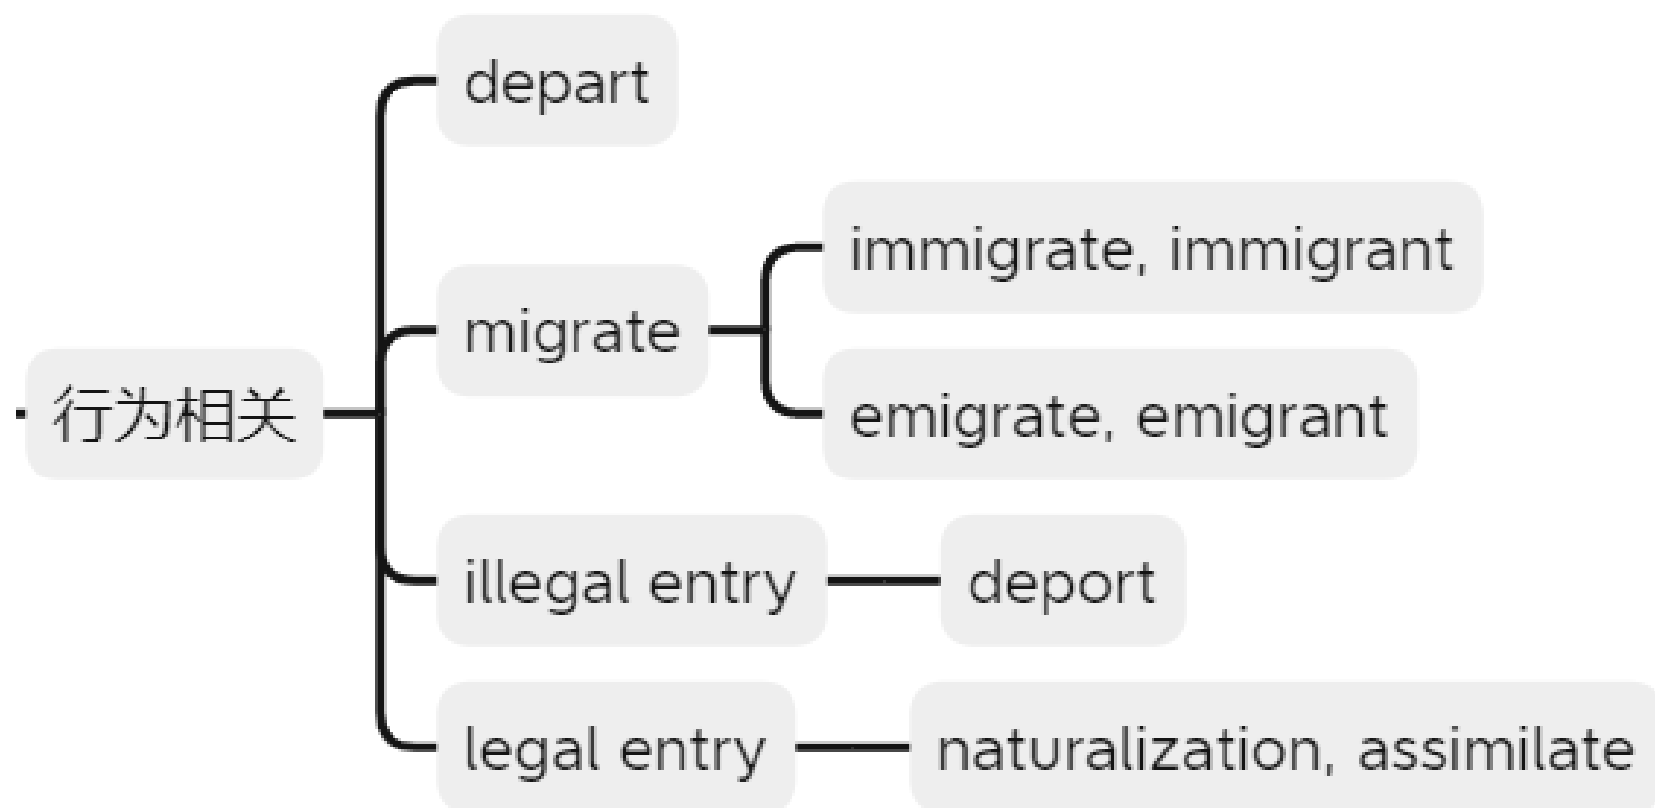 行为相关
depart
migrate
immigrate, immigrant
emigrate, emigrant
illegal entry
deport
legal entry
naturalization, assimilate